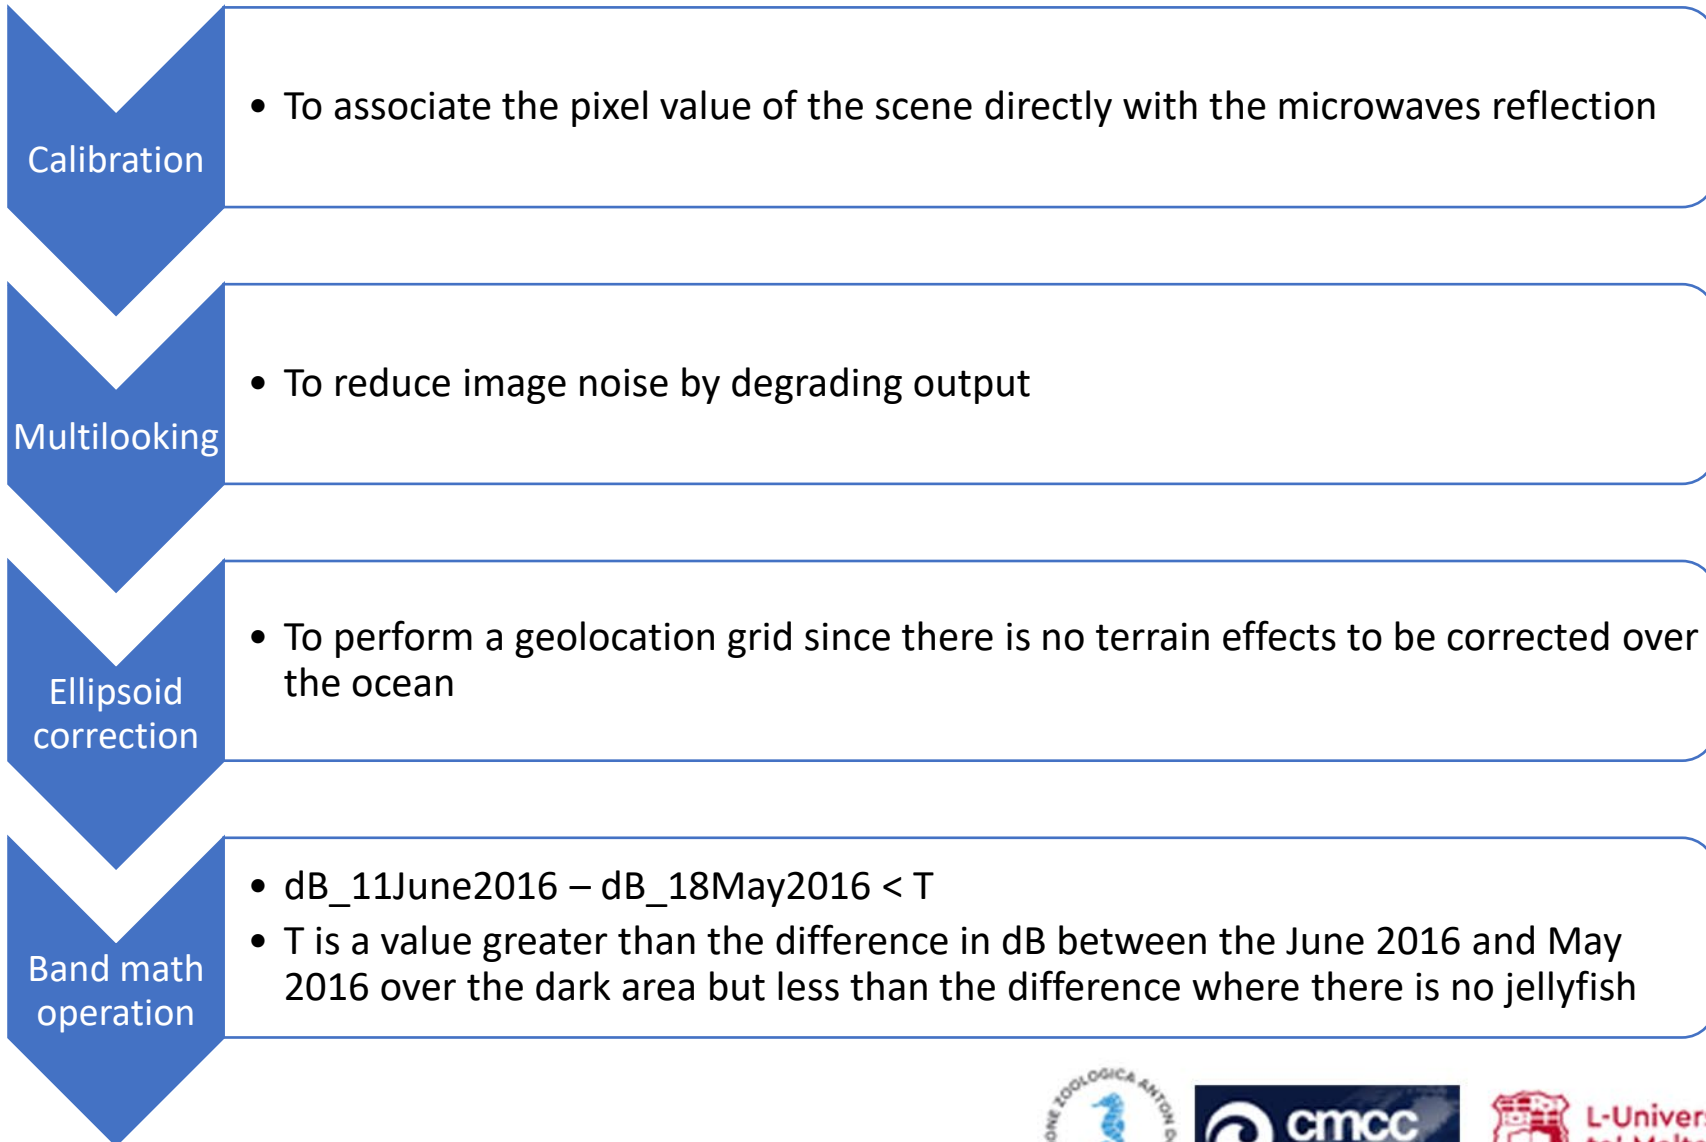 Calibration
• To associate the pixel value of the scene directly with the microwaves reflection
Multilooking
• To reduce image noise by degrading output
Ellipsoid
correction
• To perform a geolocation grid since there is no terrain effects to be corrected over
the ocean
Band math
operation
• dB_11June2016 – dB_18May2016 < T
• T is a value greater than the difference in dB between the June 2016 and May
2016 over the dark area but less than the difference where there is no jellyfish
ZOOLOGICA ANTON
cmcc